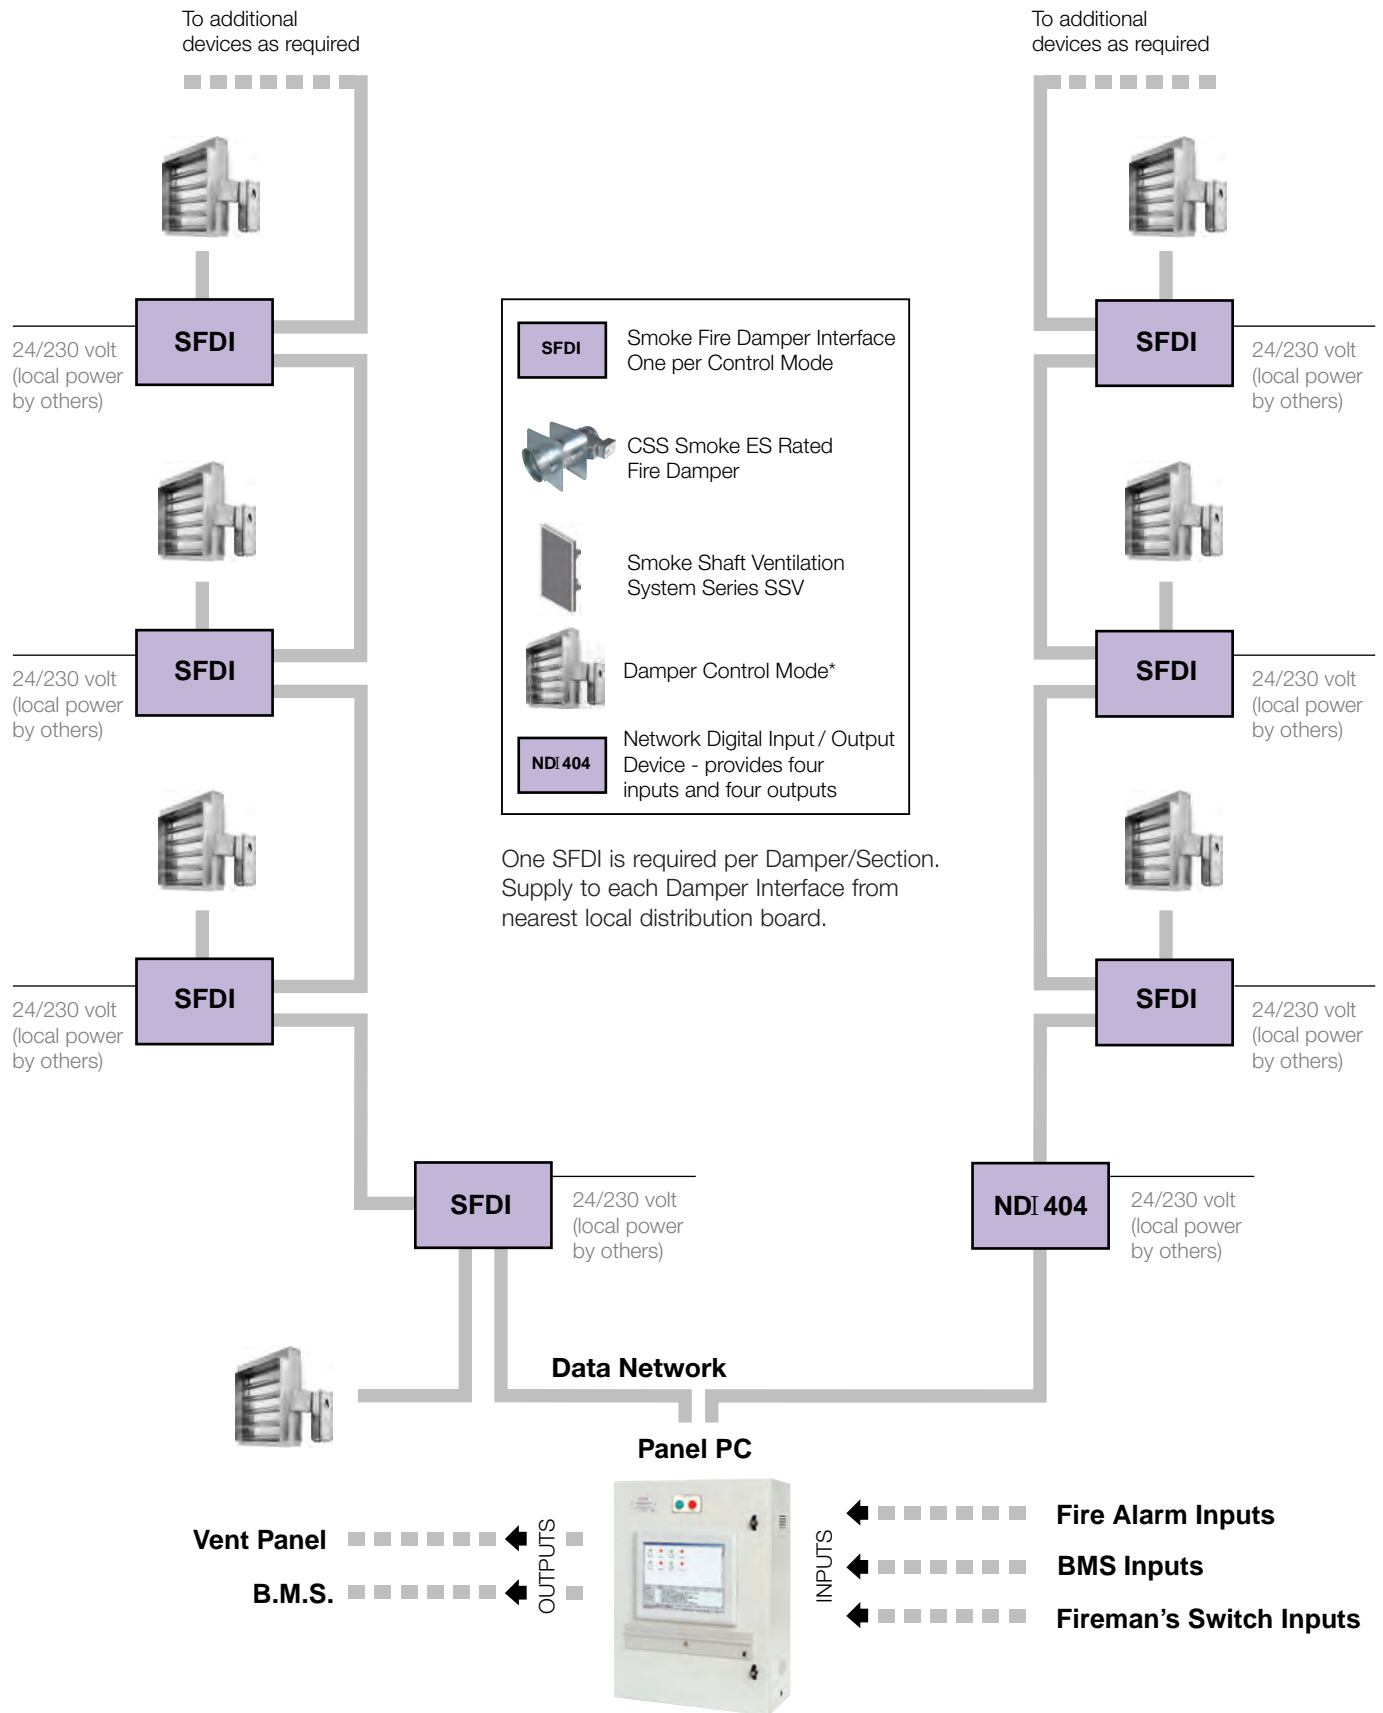 To additional
devices as required
To additional
devices as required
SFDI
24/230 volt
(local power
by others)
SFDI
24/230 volt
(local power
by others)
SFDI
24/230 volt
(local power
by others)
SFDI
Smoke Fire Damper Interface
One per Control Mode
CSS Smoke ES Rated
Fire Damper
Smoke Shaft Ventilation
System Series SSV
Damper Control Mode*
NDI 404
Network Digital Input / Output
Device - provides four
inputs and four outputs
One SFDI is required per Damper/Section.
Supply to each Damper Interface from
nearest local distribution board.
SFDI
24/230 volt
(local power
by others)
SFDI
24/230 volt
(local power
by others)
SFDI
24/230 volt
(local power
by others)
SFDI
24/230 volt
(local power
by others)
NDI 404
24/230 volt
(local power
by others)
Data Network
Panel PC
Vent Panel
B.M.S.
OUTPUTS
INPUTS
Fire Alarm Inputs
BMS Inputs
Fireman's Switch Inputs